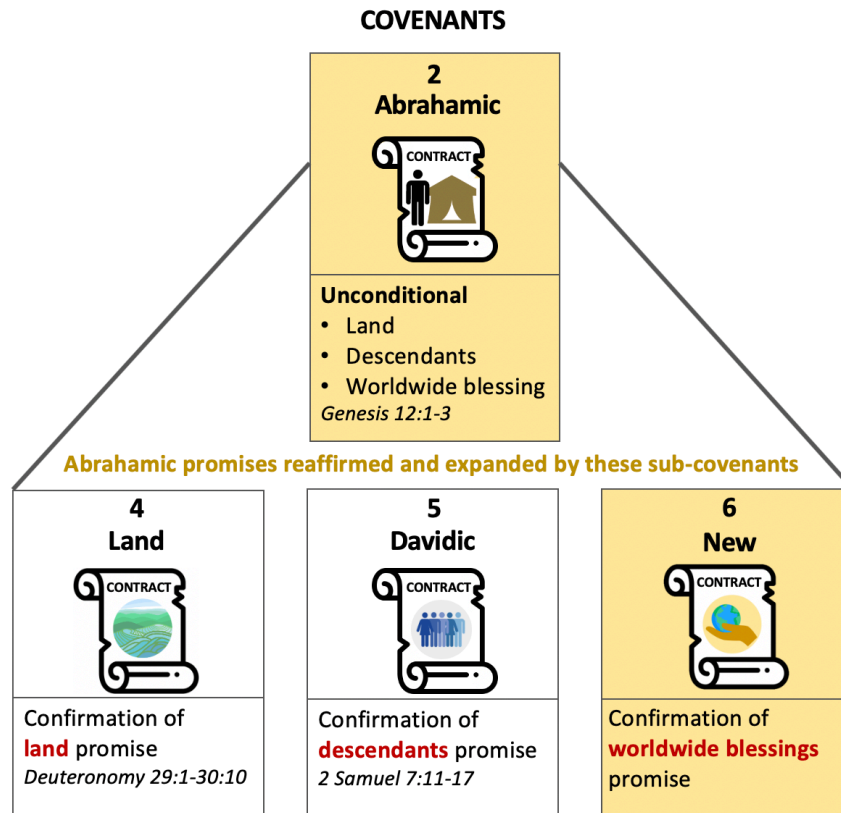 COVENANTS
2
Abrahamic
CONTRACT
Unconditional
• Land
• Descendants
• Worldwide blessing
Genesis 12:1-3
Abrahamic promises reaffirmed and expanded by these sub-covenants
4
Land
CONTRACT
Confirmation of
land promise
Deuteronomy 29:1-30:10
5
Davidic
CONTRACT
Confirmation of
descendants promise
2 Samuel 7:11-17
6
New
CONTRACT
Confirmation of
worldwide blessings
promise